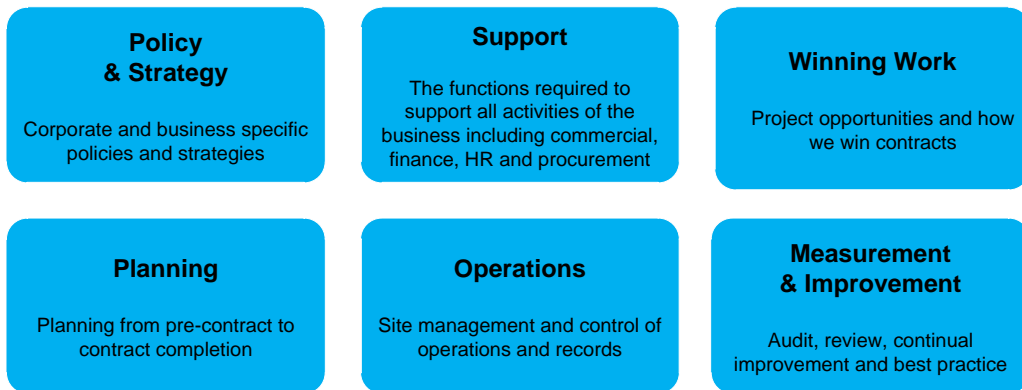 Policy
& Strategy
Corporate and business specific
policies and strategies
Support
The functions required to
support all activities of the
business including commercial,
finance, HR and procurement
Winning Work
Project opportunities and how
we win contracts
Planning
Planning from pre-contract to
contract completion
Operations
Site management and control of
operations and records
Measurement
& Improvement
Audit, review, continual
improvement and best practice